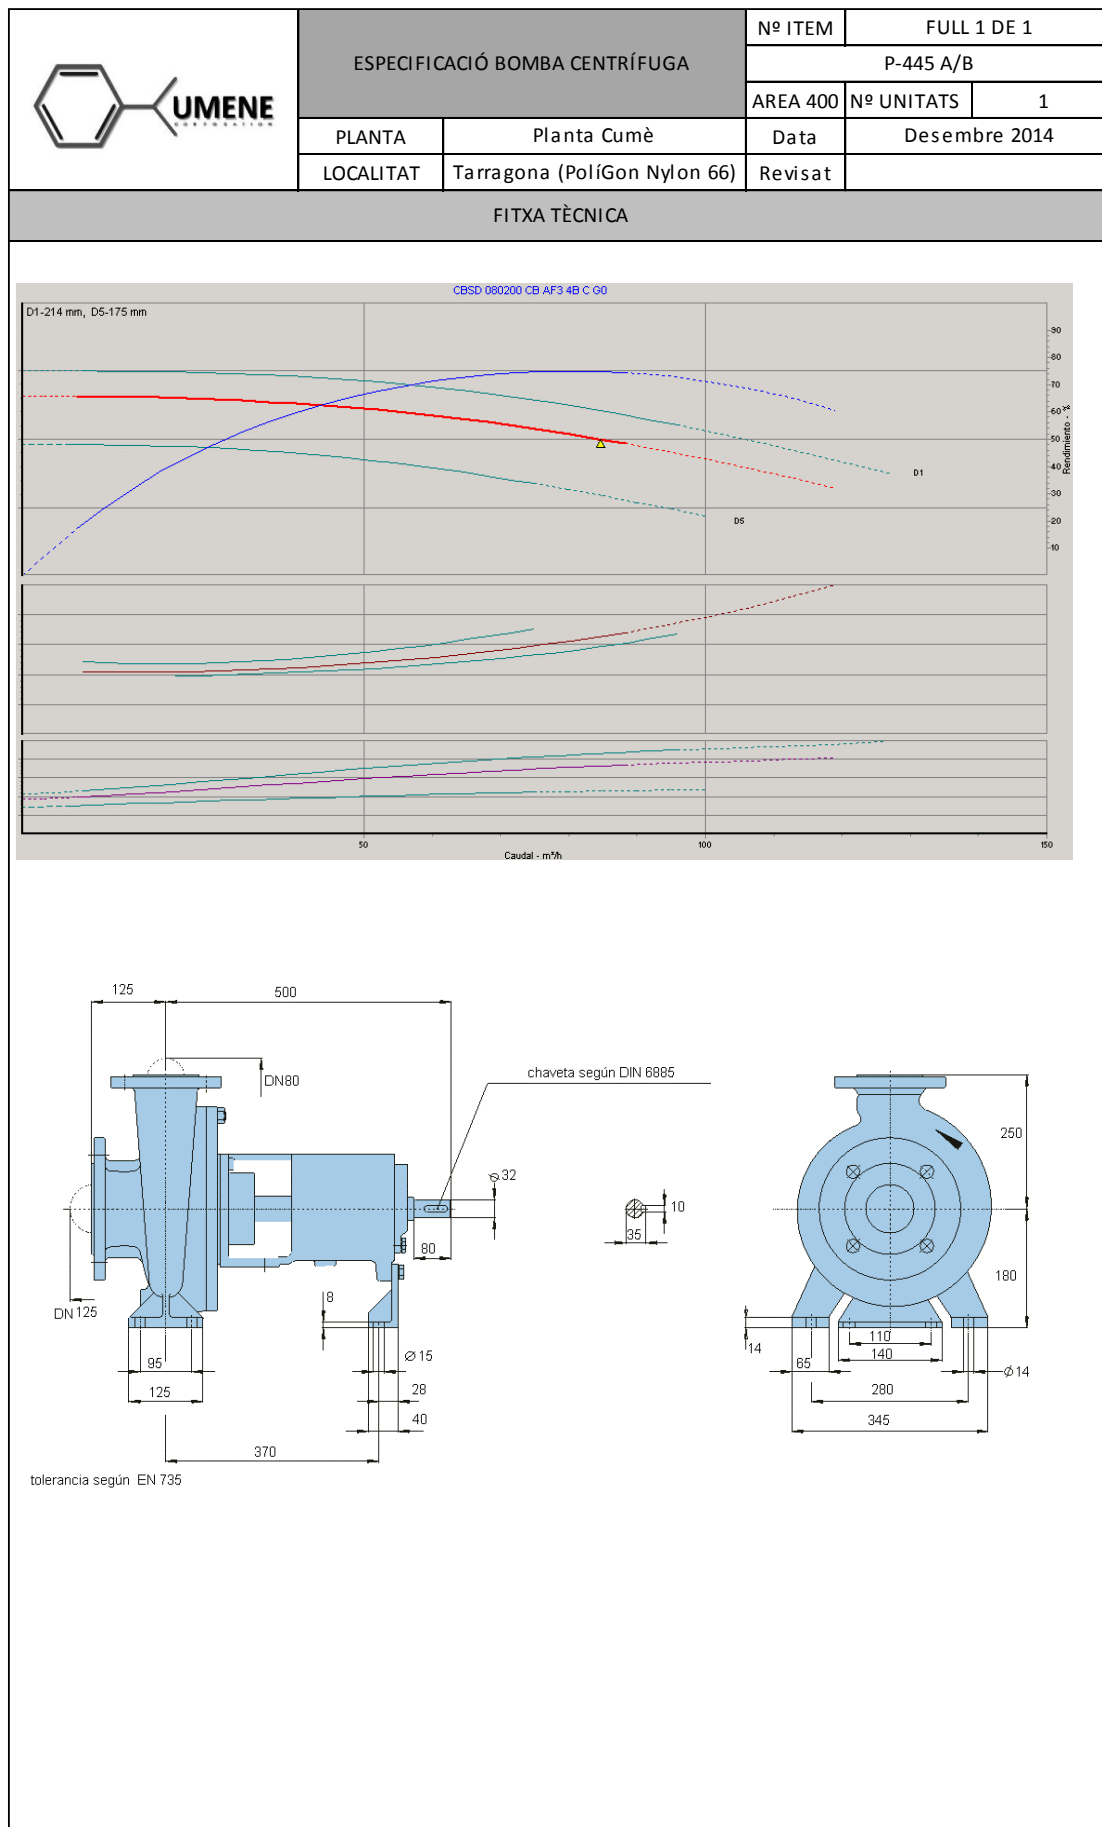 UMENE
CORPORATION
ESPECIFICACIÓ BOMBA CENTRÍFUGA
Nº ITEM
FULL 1 DE 1
P-445 A/B
AREA 400
Nº UNITATS
1
PLANTA
Planta Cumè
Data
Desembre 2014
LOCALITAT
Tarragona (PolíGon Nylon 66)
Revisat
FITXA TÈCNICA
CBSD 080200 CB AF3 4B C G0
D1-214 mm, D5-175 mm
90
80
70
60
50
40
30
20
10
Rendimiento - %
D1
D5
50
100
150
Caudal - m³/h
125
500
DN80
chaveta según DIN 6885
250
Ø 32
10
35
80
180
DN 125
8
14
Ø 15
95
125
28
40
370
110
65
140
Ø 14
280
345
tolerancia según EN 735